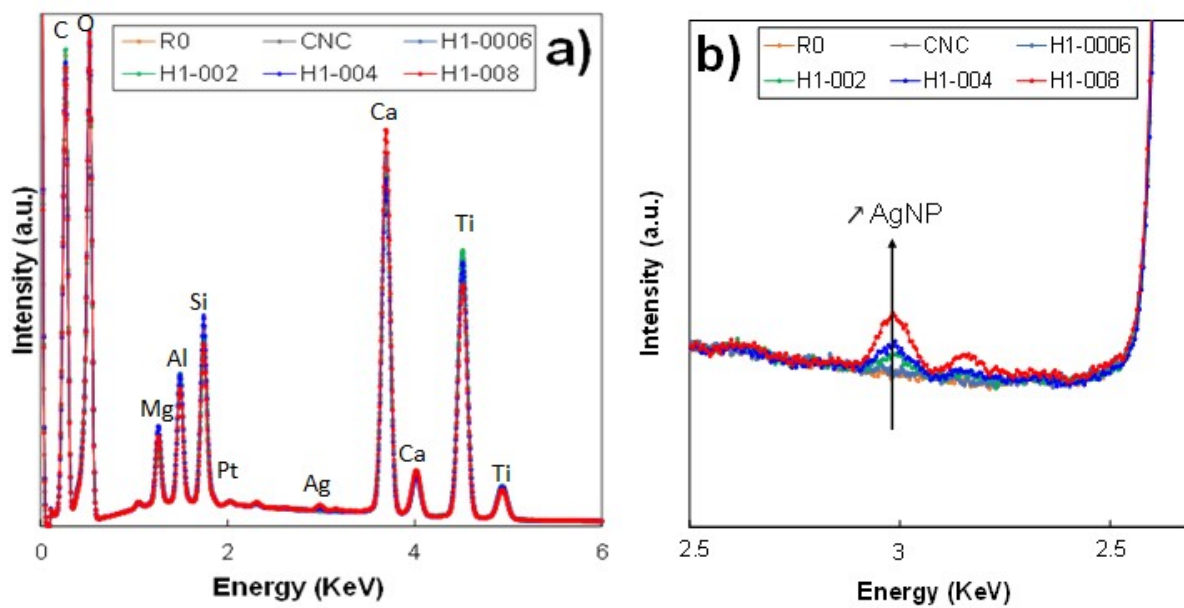 C O
R0 CNC H1-0006
H1-002 H1-004 H1-008
a)
Ca
Ti
Si
Al
Mg
Pt
Ag
Ca
Ti
Intensity (a.u.)
0 2 4 6
Energy (KeV)
b)
R0 CNC H1-0006
H1-002 H1-004 H1-008
↗ AgNP
Intensity (a.u.)
2.5 3 2.5
Energy (KeV)